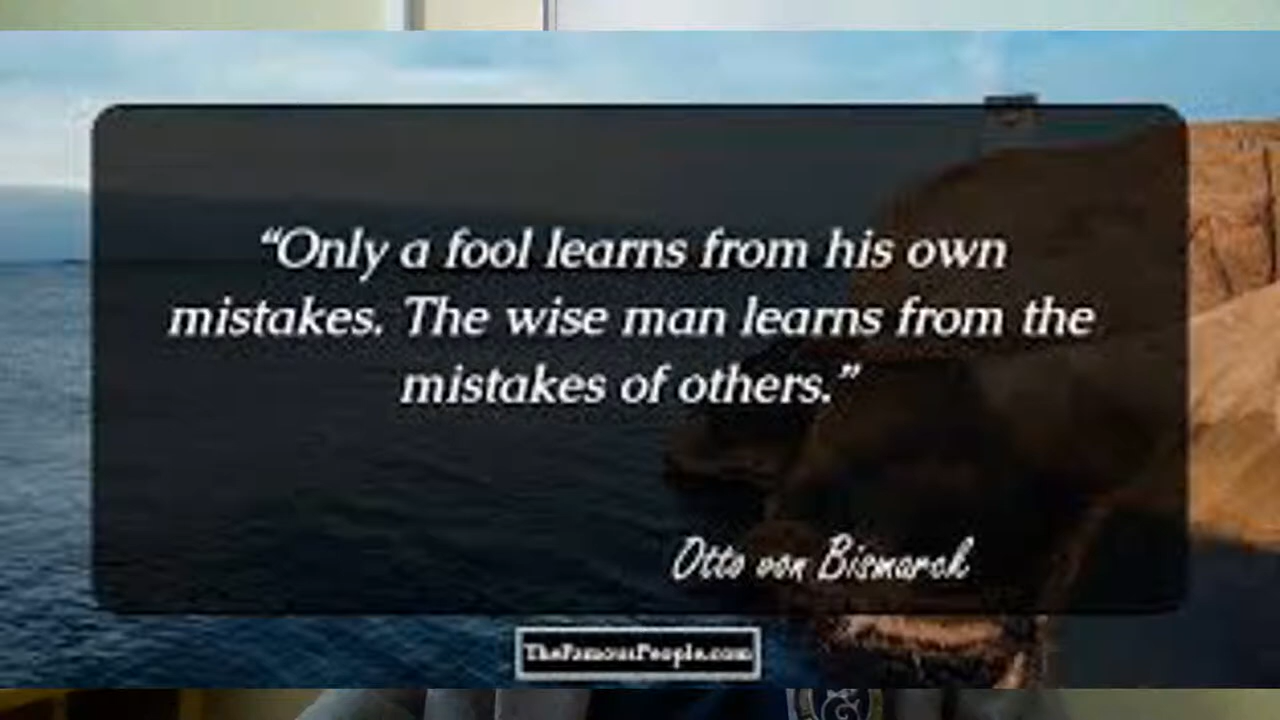 “Only a fool learns from his own
mistakes. The wise man learns from the
mistakes of others.”
Otto von Bismarck
TheFamousPeople.com